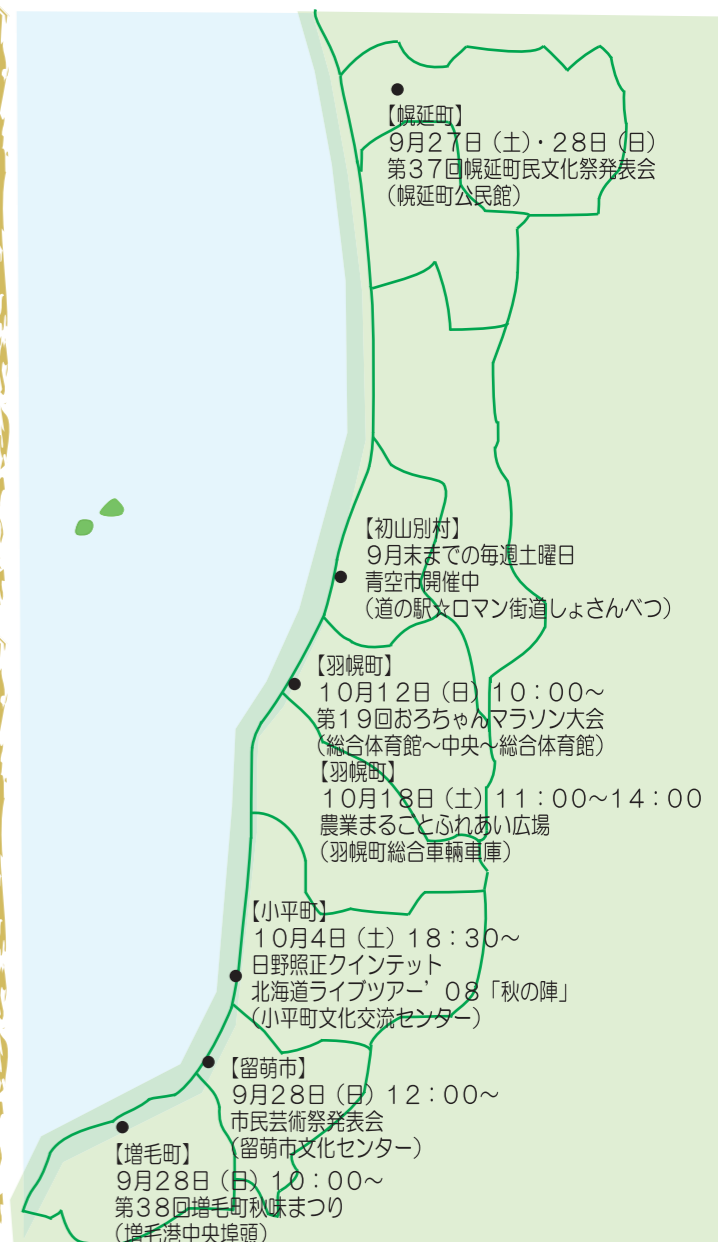 【幌延町】
9月27日（土）・28日（日）
第37回幌延町民文化祭発表会
（幌延町公民館）
【初山別村】
9月末までの毎週土曜日
青空市開催中
（道の駅☆ロマン街道しょさんべつ）
【羽幌町】
10月12日（日）10：00～
第19回おろちゃんマラソン大会
（総合体育館～中央～総合体育館）
【羽幌町】
10月18日（土）11：00～14：00
農業まるごとふれあい広場
（羽幌町総合車輛車庫）
【小平町】
10月4日（土）18：30～
日野照正クインテット
北海道ライブツアー’08「秋の陣」
（小平町文化交流センター）
【留萌市】
9月28日（日）12：00～
市民芸術祭発表会
（留萌市文化センター）
【増毛町】
9月28日（日）10：00～
第38回増毛町秋味まつり
（増毛港中央埠頭）